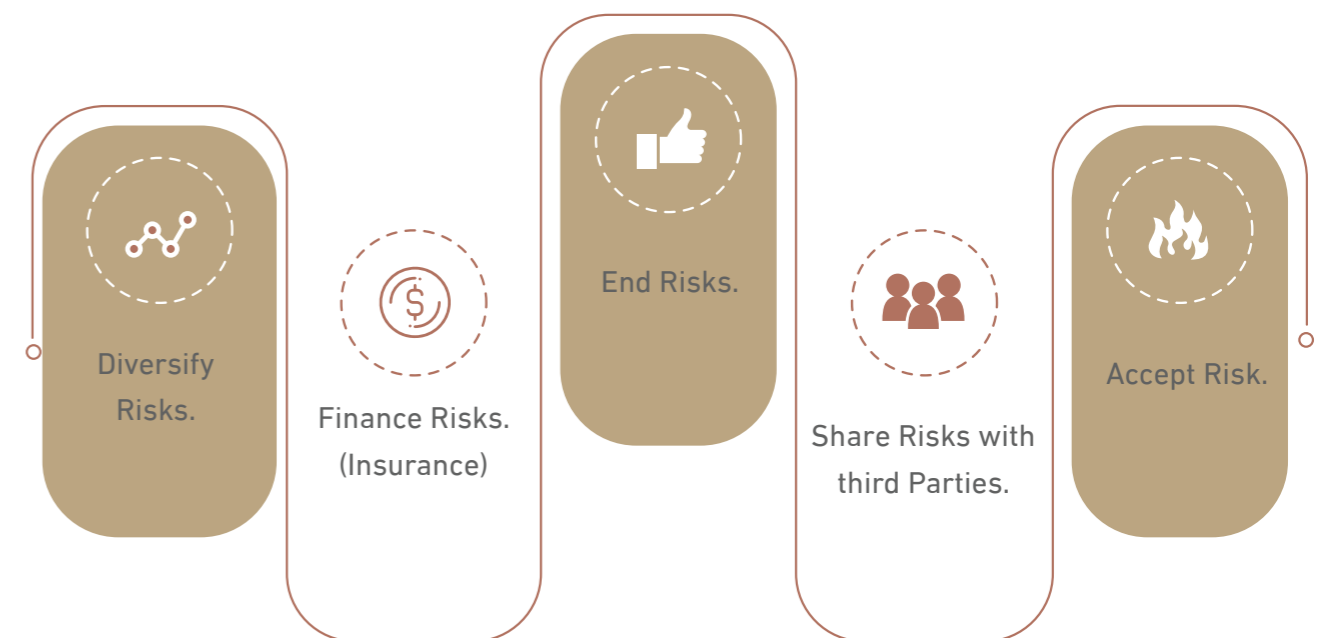 Diversify
Risks.
Finance Risks.
(Insurance)
End Risks.
Share Risks with
third Parties.
Accept Risk.